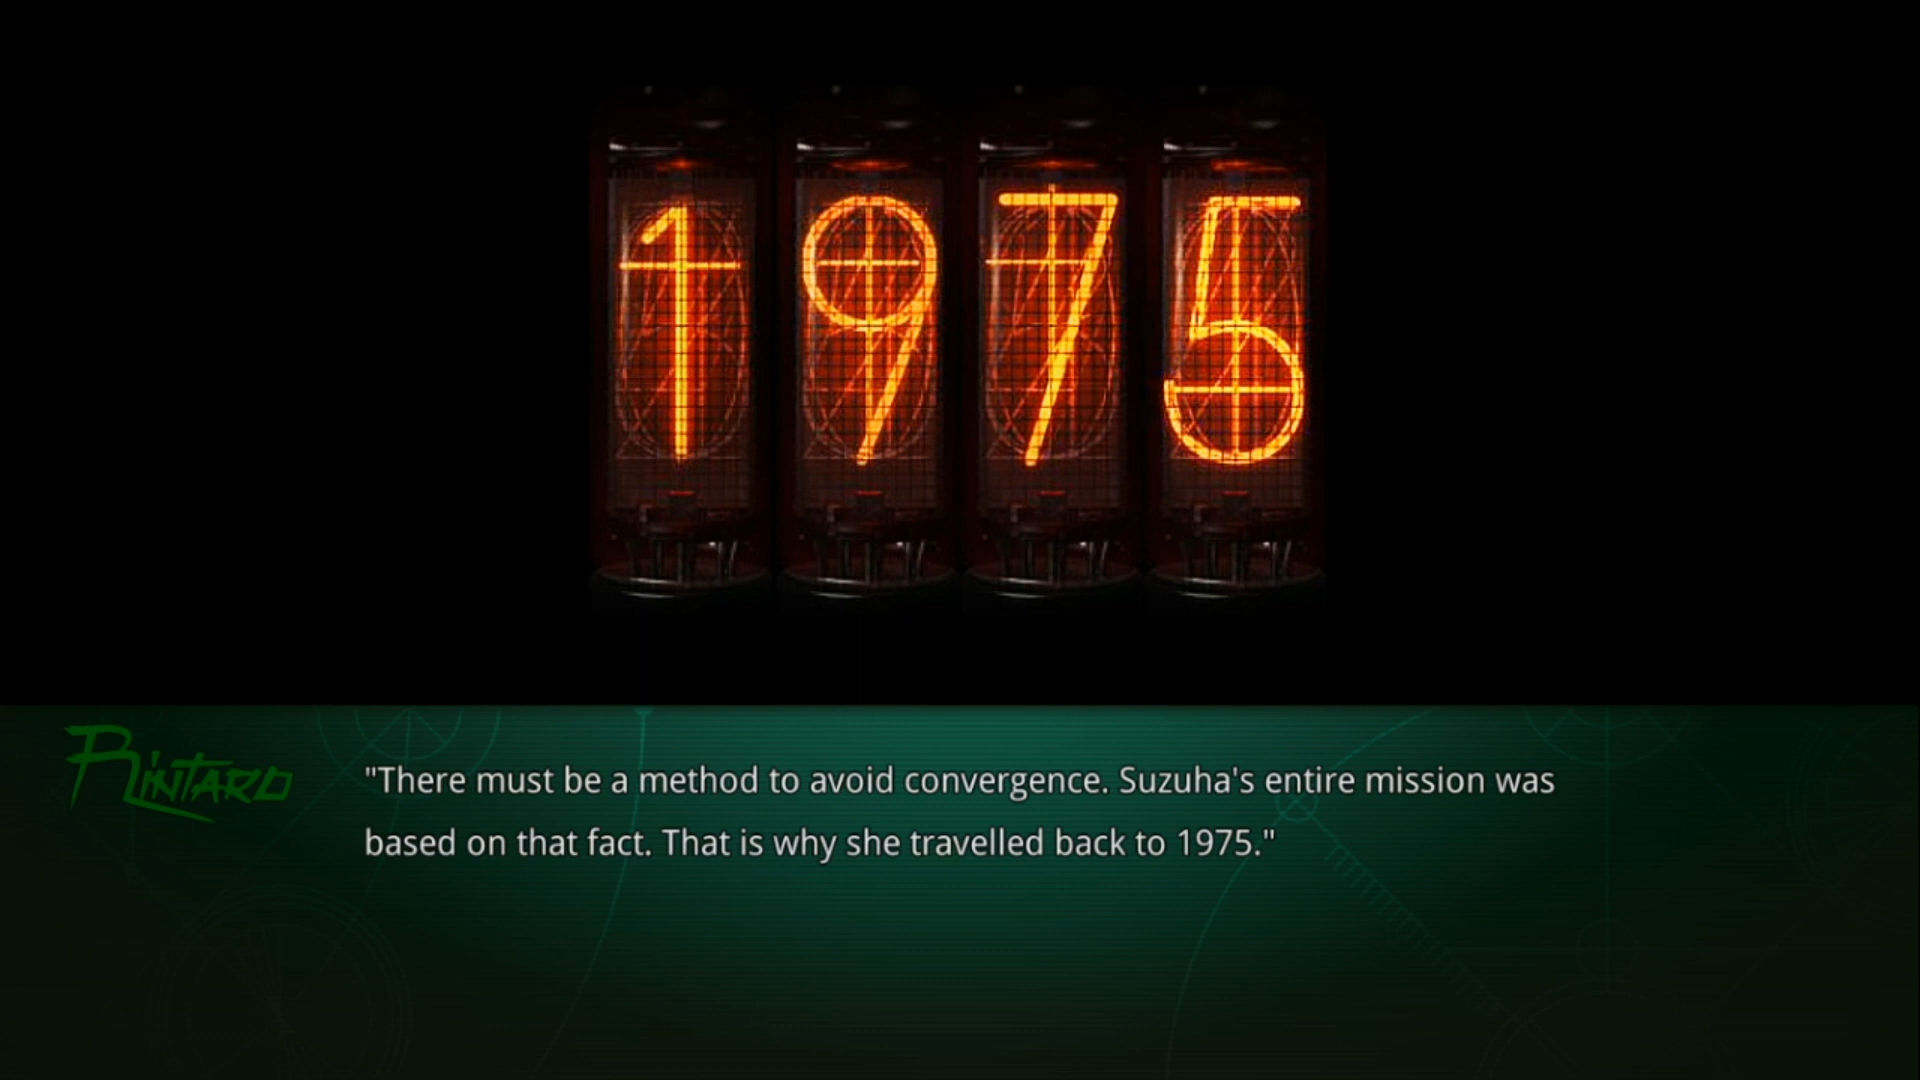 1975
Rintaro
"There must be a method to avoid convergence. Suzuha's entire mission was
based on that fact. That is why she travelled back to 1975."